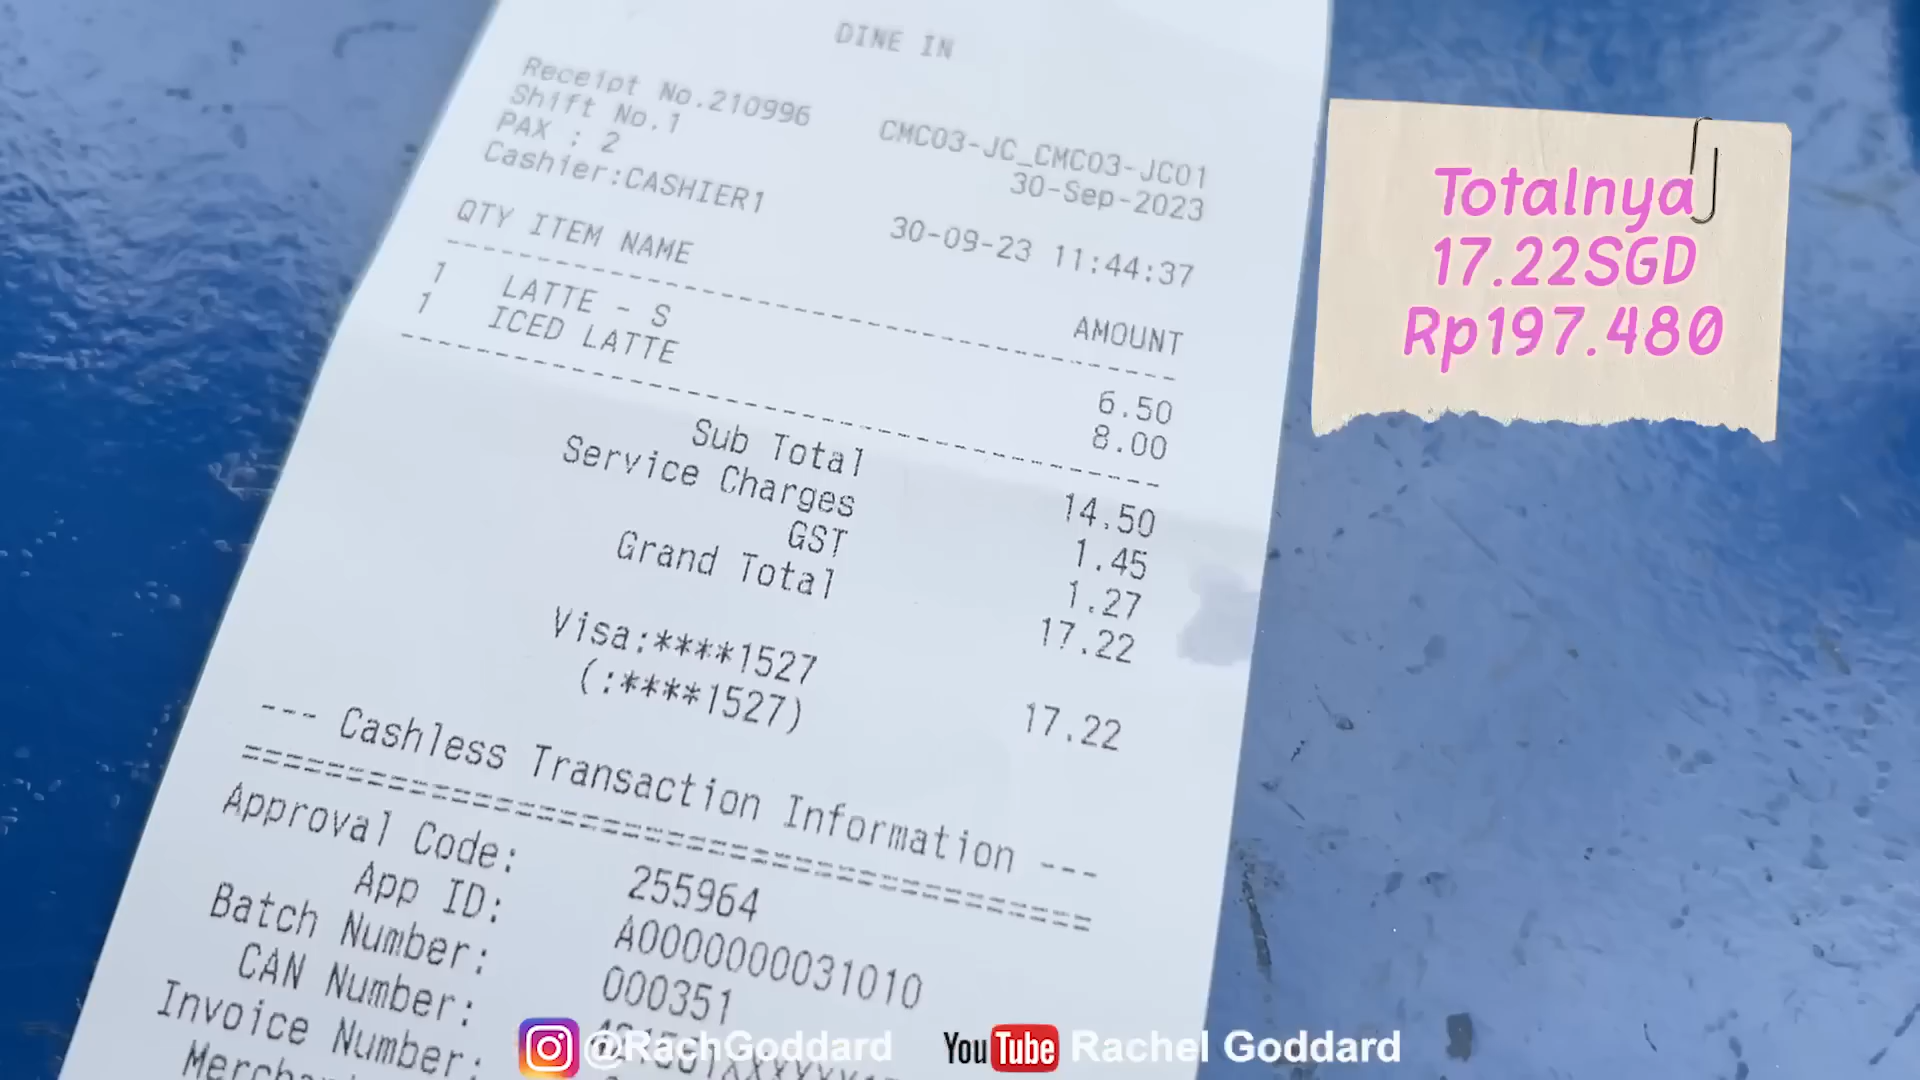 DINE IN
Receipt No.210996
Shift No.1
CMC03-JC_CMC03-JC01
PAX : 2
30-Sep-2023
Cashier:CASHIER1
30-09-23 11:44:37
QTY ITEM NAME
AMOUNT
1 LATTE - S
6.50
1 ICED LATTE
8.00
Sub Total 14.50
Service Charges 1.45
GST 1.27
Grand Total 17.22
Visa:****1527
(:****1527) 17.22
--- Cashless Transaction Information ---
Approval Code: 255964
App ID: A0000000031010
Batch Number: 000351
CAN Number:
Invoice Number:
Totalnya
17.22SGD
Rp197.480
@RachGoddard
YouTube Rachel Goddard